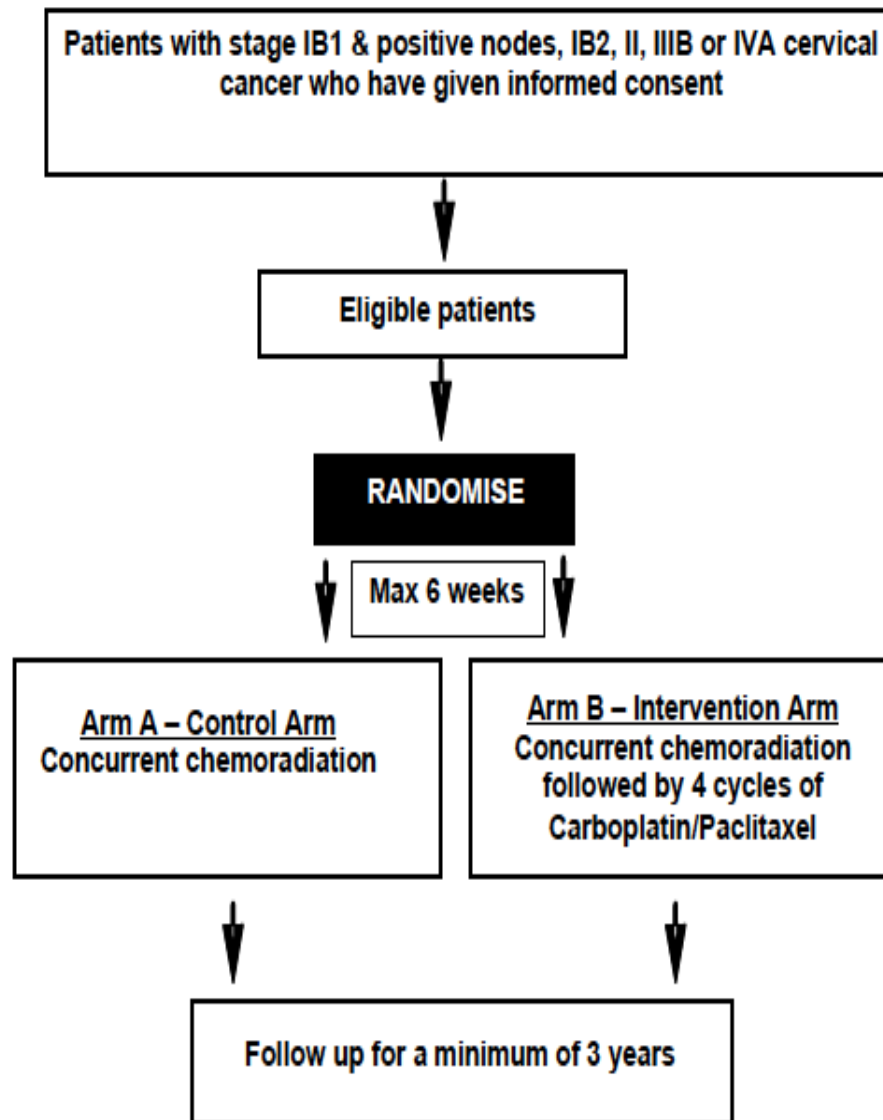 Patients with stage IB1 & positive nodes, IB2, II, IIIB or IVA cervical
cancer who have given informed consent
Eligible patients
RANDOMISE
Max 6 weeks
Arm A – Control Arm
Concurrent chemoradiation
Arm B – Intervention Arm
Concurrent chemoradiation
followed by 4 cycles of
Carboplatin/Paclitaxel
Follow up for a minimum of 3 years